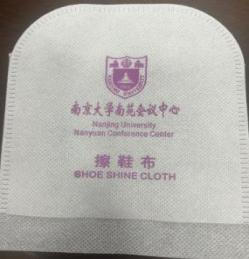 南京大学南苑会议中心
Nanjing University
Nanyuan Conference Center
擦鞋布
SHOE SHINE CLOTH